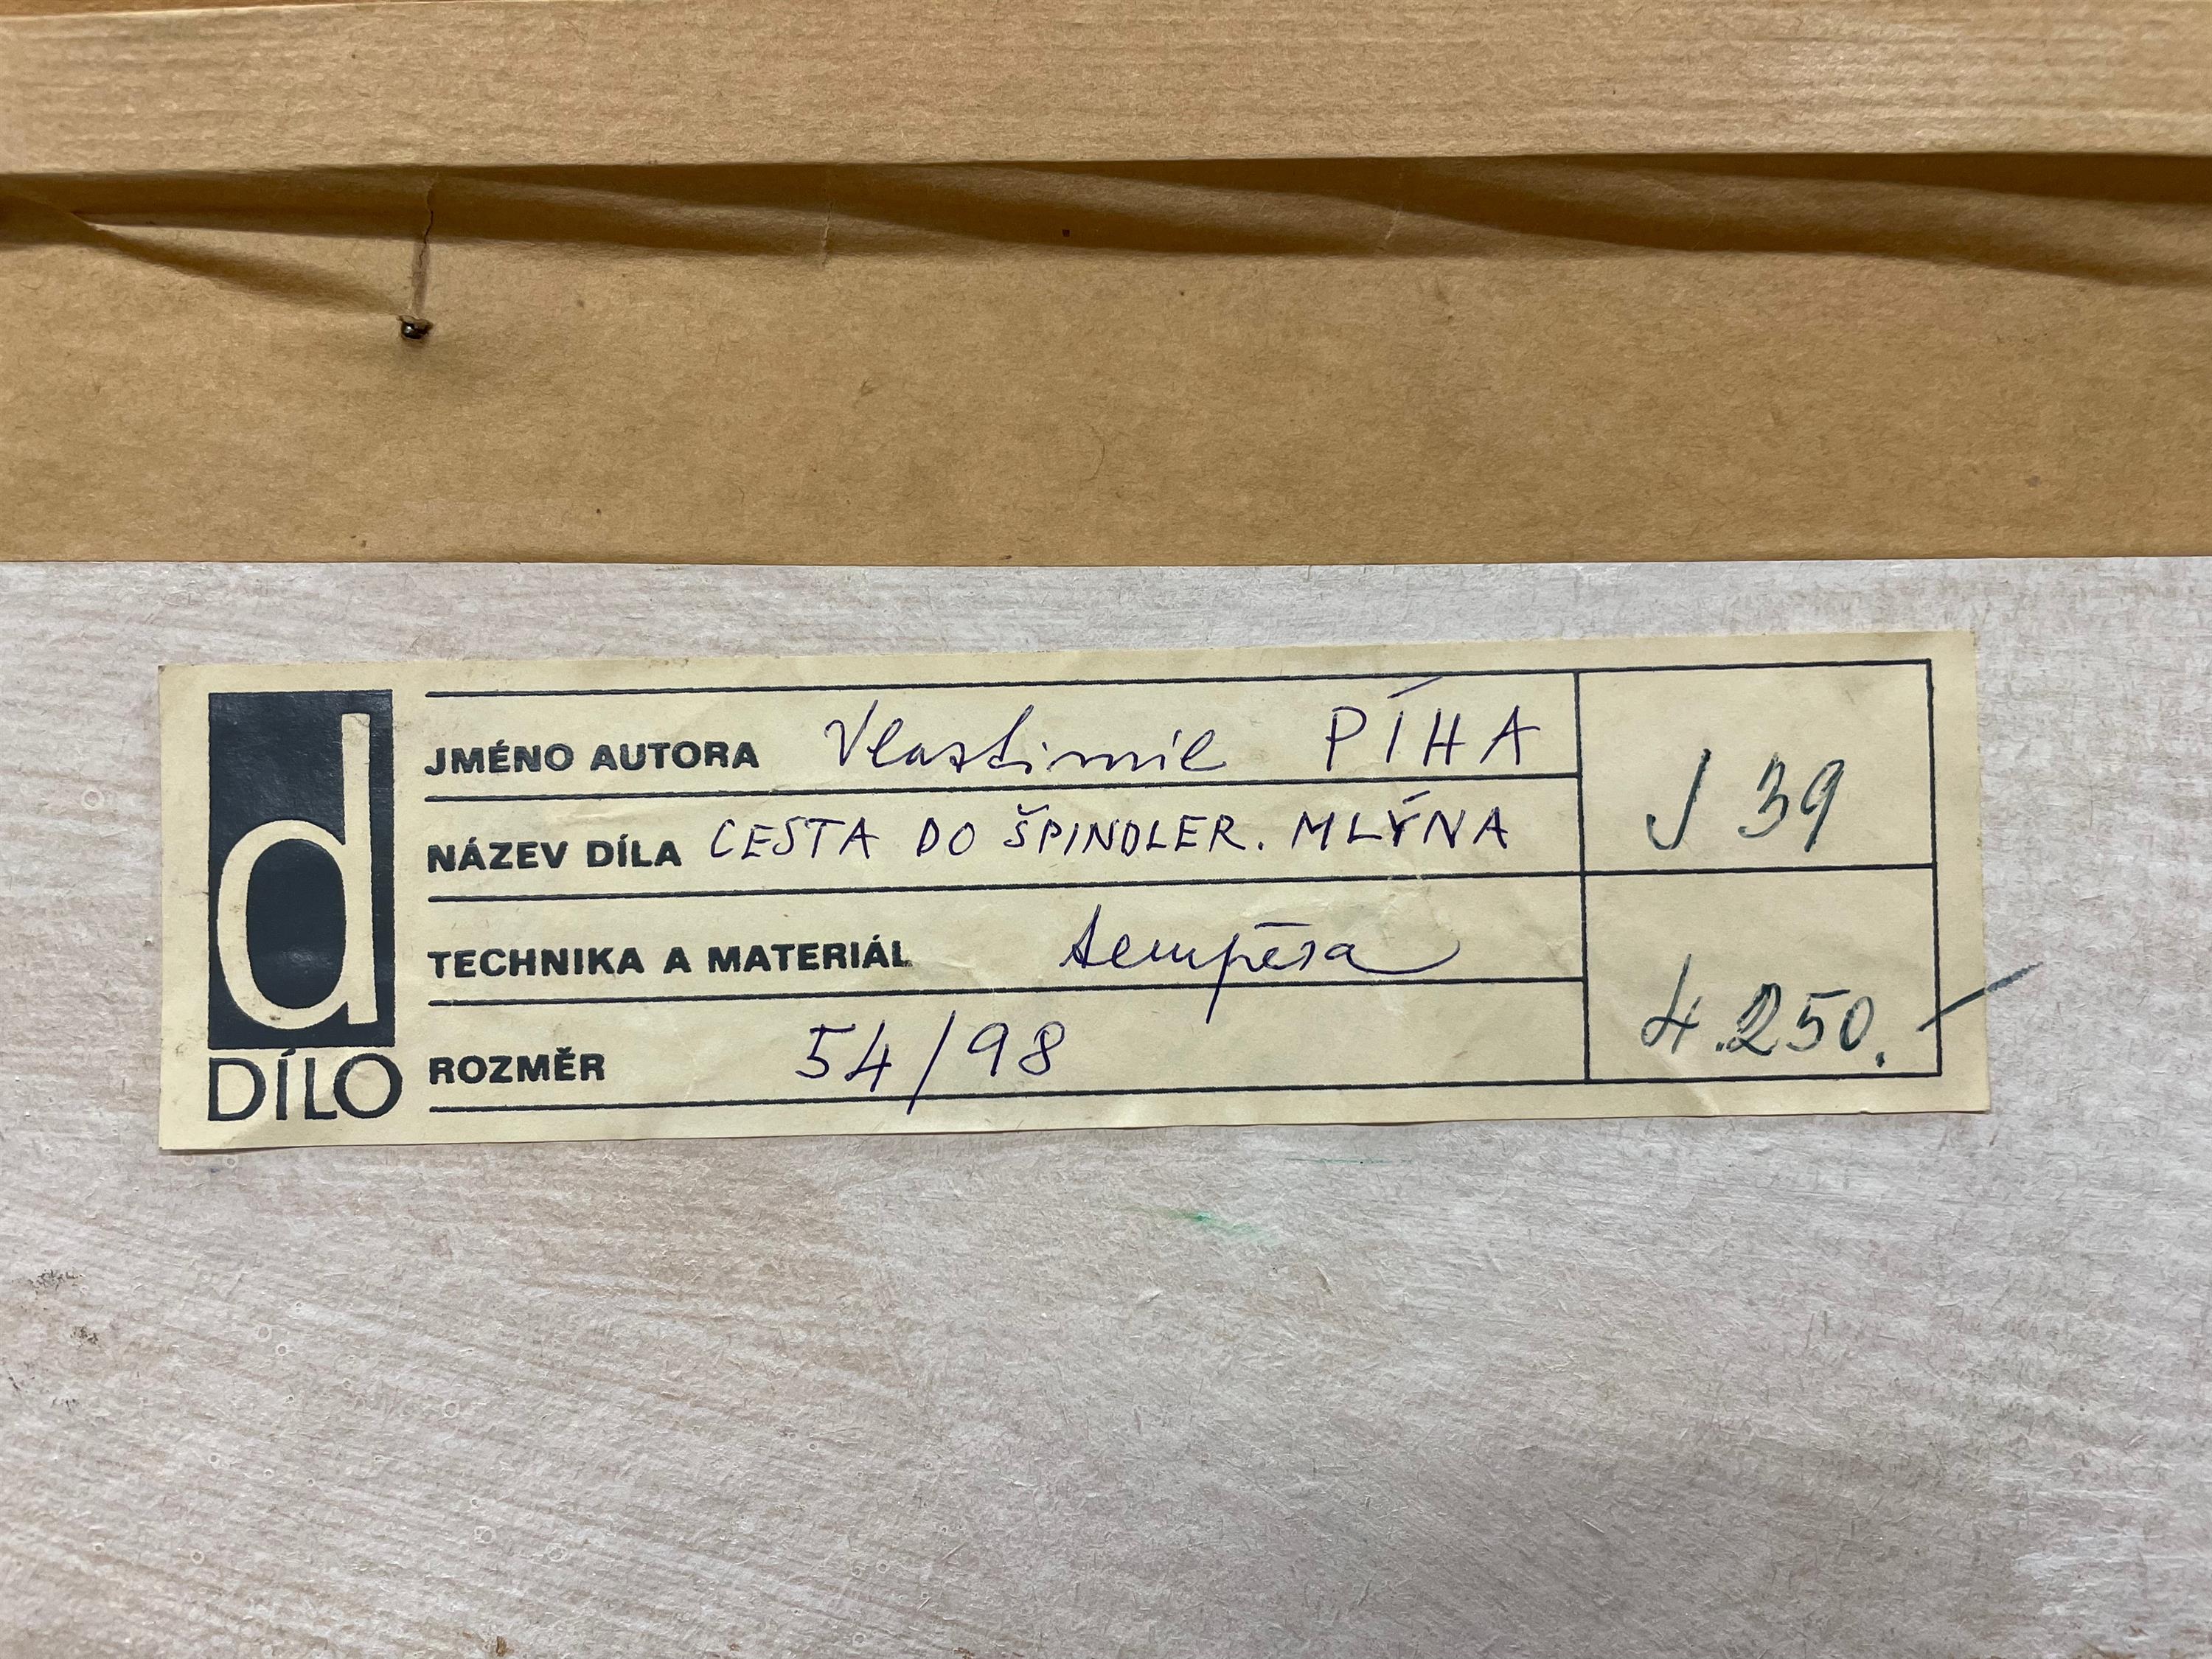 d
DÍLO
JMÉNO AUTORA Vlastimil PÍHA
NÁZEV DÍLA CESTA DO ŠPINDLER. MLÝNA
TECHNIKA A MATERIÁL tempera
ROZMĚR 54/98
J 39
4.250.–